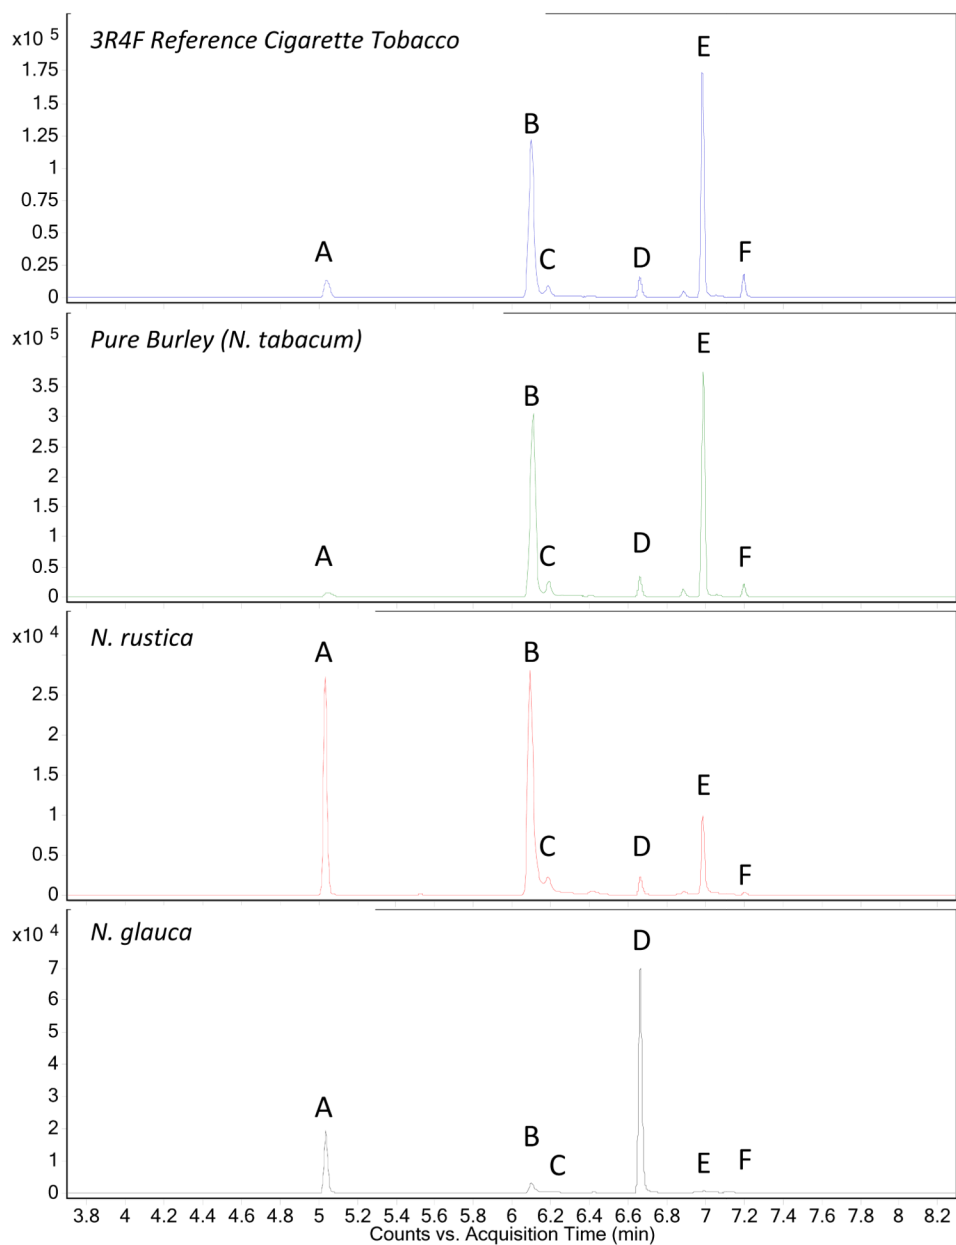 x10 5
3R4F Reference Cigarette Tobacco
E
1.75
1.5
B
1.25
1
0.75
0.5
A
C
D
F
0.25
0
x10 5
Pure Burley (N. tabacum)
E
3.5
B
3
2.5
2
1.5
1
A
C
D
F
0.5
0
x10 4
N. rustica
A
B
2.5
2
1.5
E
1
C
D
F
0.5
0
x10 4
N. glauca
D
7
6
5
4
3
A
2
B
C
E
F
1
0
3.8 4 4.2 4.4 4.6 4.8 5 5.2 5.4 5.6 5.8 6 6.2 6.4 6.6 6.8 7 7.2 7.4 7.6 7.8 8 8.2
Counts vs. Acquisition Time (min)